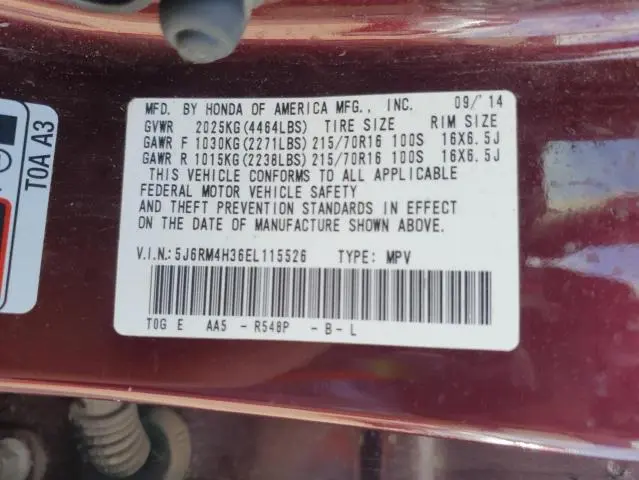 MFD. BY HONDA OF AMERICA MFG., INC. 09/'14
GVWR 2025KG(4464LBS) TIRE SIZE RIM SIZE
GAWR F 1030KG(2271LBS) 215/70R16 100S 16X6.5J
GAWR R 1015KG(2238LBS) 215/70R16 100S 16X6.5J
THIS VEHICLE CONFORMS TO ALL APPLICABLE
FEDERAL MOTOR VEHICLE SAFETY
AND THEFT PREVENTION STANDARDS IN EFFECT
ON THE DATE OF MANUFACTURE SHOWN ABOVE.
V.I.N.: 5J6RM4H36EL115526 TYPE: MPV
T0G E AA5 - R548P - B - L
T0A A3